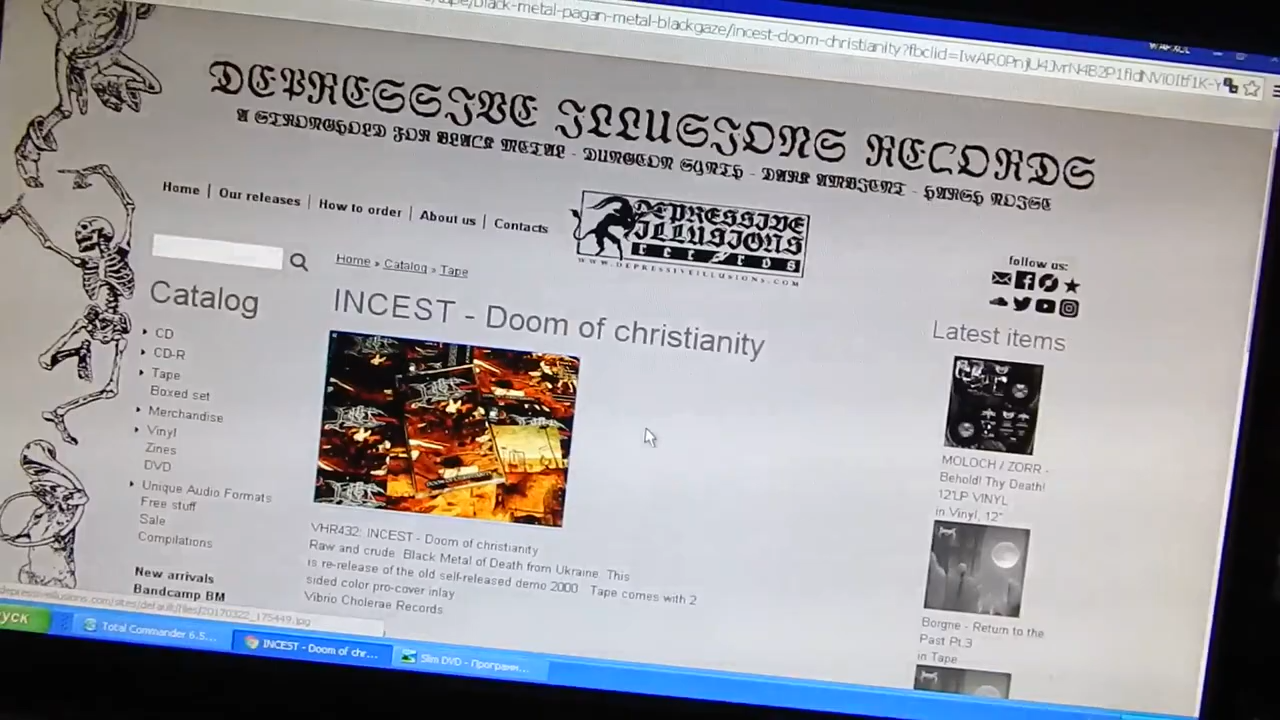 DEPRESSIVE ILLUSIONS RECORDS
A STRONGHOLD FOR BLACK METAL - DUNGEON SYNTH - DARK AMBIENT - HARSH NOISE
Home | Our releases | How to order | About us | Contacts
DEPRESSIVE
ILLUSIONS
records
WWW.DEPRESSIVEILLUSIONS.COM
follow us:
Home » Catalog » Tape
Catalog
CD
CD-R
Tape
Boxed set
Merchandise
Vinyl
Zines
DVD
Unique Audio Formats
Free stuff
Sale
Compilations
New arrivals
Bandcamp BM
INCEST - Doom of christianity
VHR432: INCEST - Doom of christianity
Raw and crude Black Metal of Death from Ukraine. This
is re-release of the old self-released demo 2000 Tape comes with 2
sided color pro-cover inlay
Vibrio Cholerae Records
Latest items
MOLOCH / ZORR -
Behold! Thy Death!
12'LP VINYL
in Vinyl, 12"
Borgne - Return to the
Past Pt.3
in Tape
уск
Total Commander 6.5...
INCEST - Doom of chr...
Slim DVD - Програм...